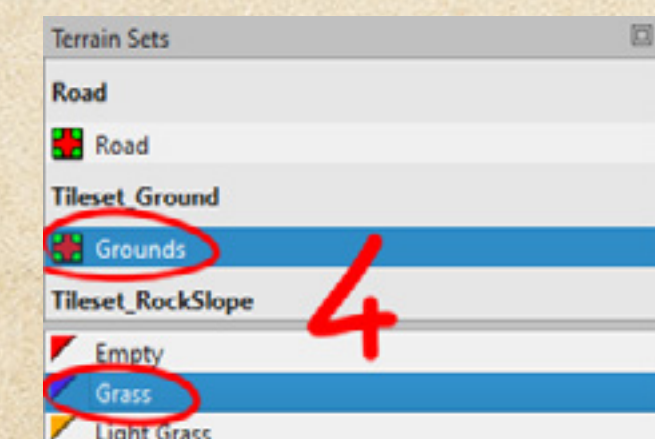 Terrain Sets
Road
Road
Tileset_Ground
Grounds
4
Tileset_RockSlope
Empty
Grass
Light Grass